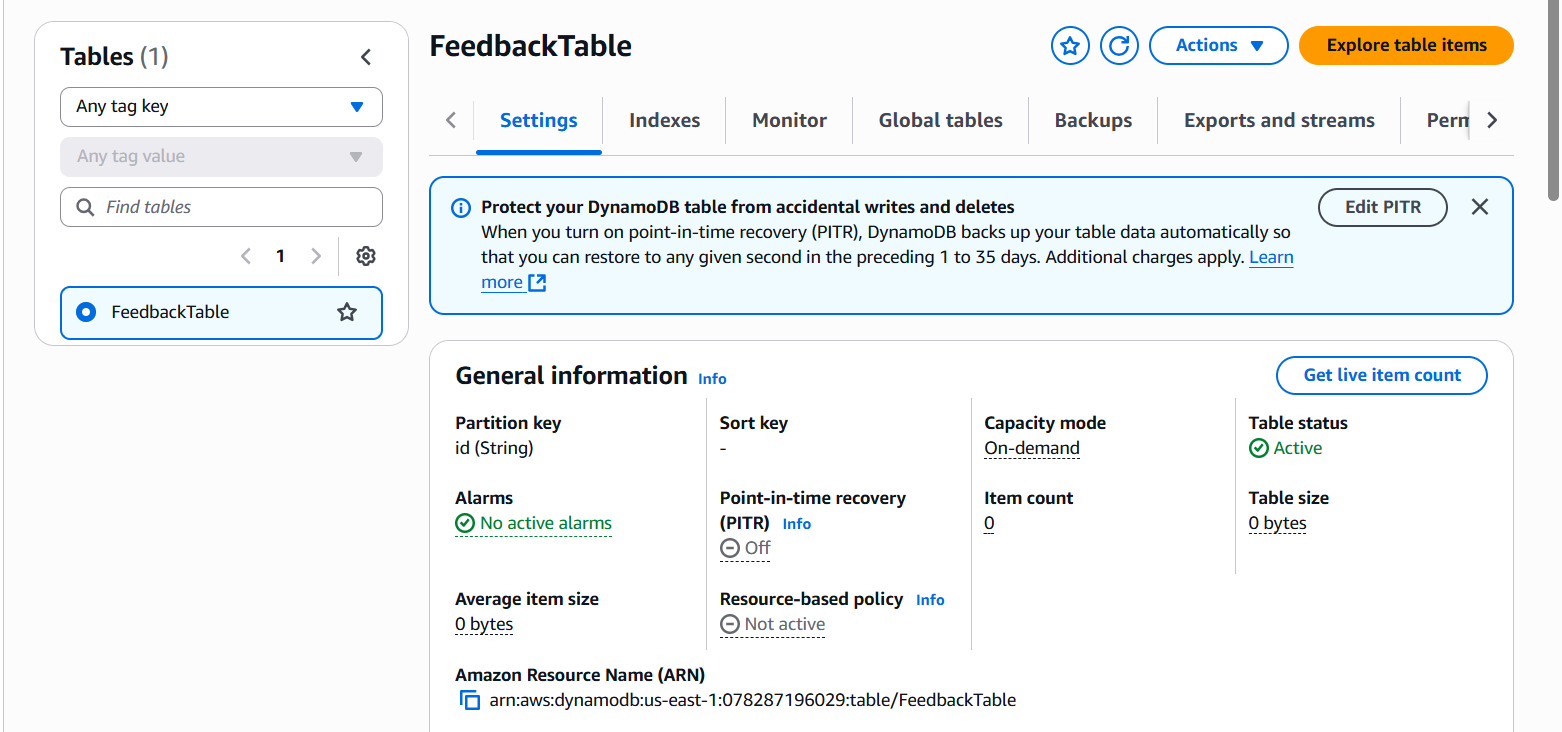 Tables (1)
Any tag key
Any tag value
Find tables
1
FeedbackTable
FeedbackTable
Actions
Explore table items
Settings
Indexes
Monitor
Global tables
Backups
Exports and streams
Perm
Protect your DynamoDB table from accidental writes and deletes
When you turn on point-in-time recovery (PITR), DynamoDB backs up your table data automatically so
that you can restore to any given second in the preceding 1 to 35 days. Additional charges apply. Learn
more
Edit PITR
General information Info
Get live item count
Partition key
id (String)
Sort key
-
Capacity mode
On-demand
Table status
Active
Alarms
No active alarms
Point-in-time recovery
(PITR) Info
Off
Item count
0
Table size
0 bytes
Average item size
0 bytes
Resource-based policy Info
Not active
Amazon Resource Name (ARN)
arn:aws:dynamodb:us-east-1:078287196029:table/FeedbackTable